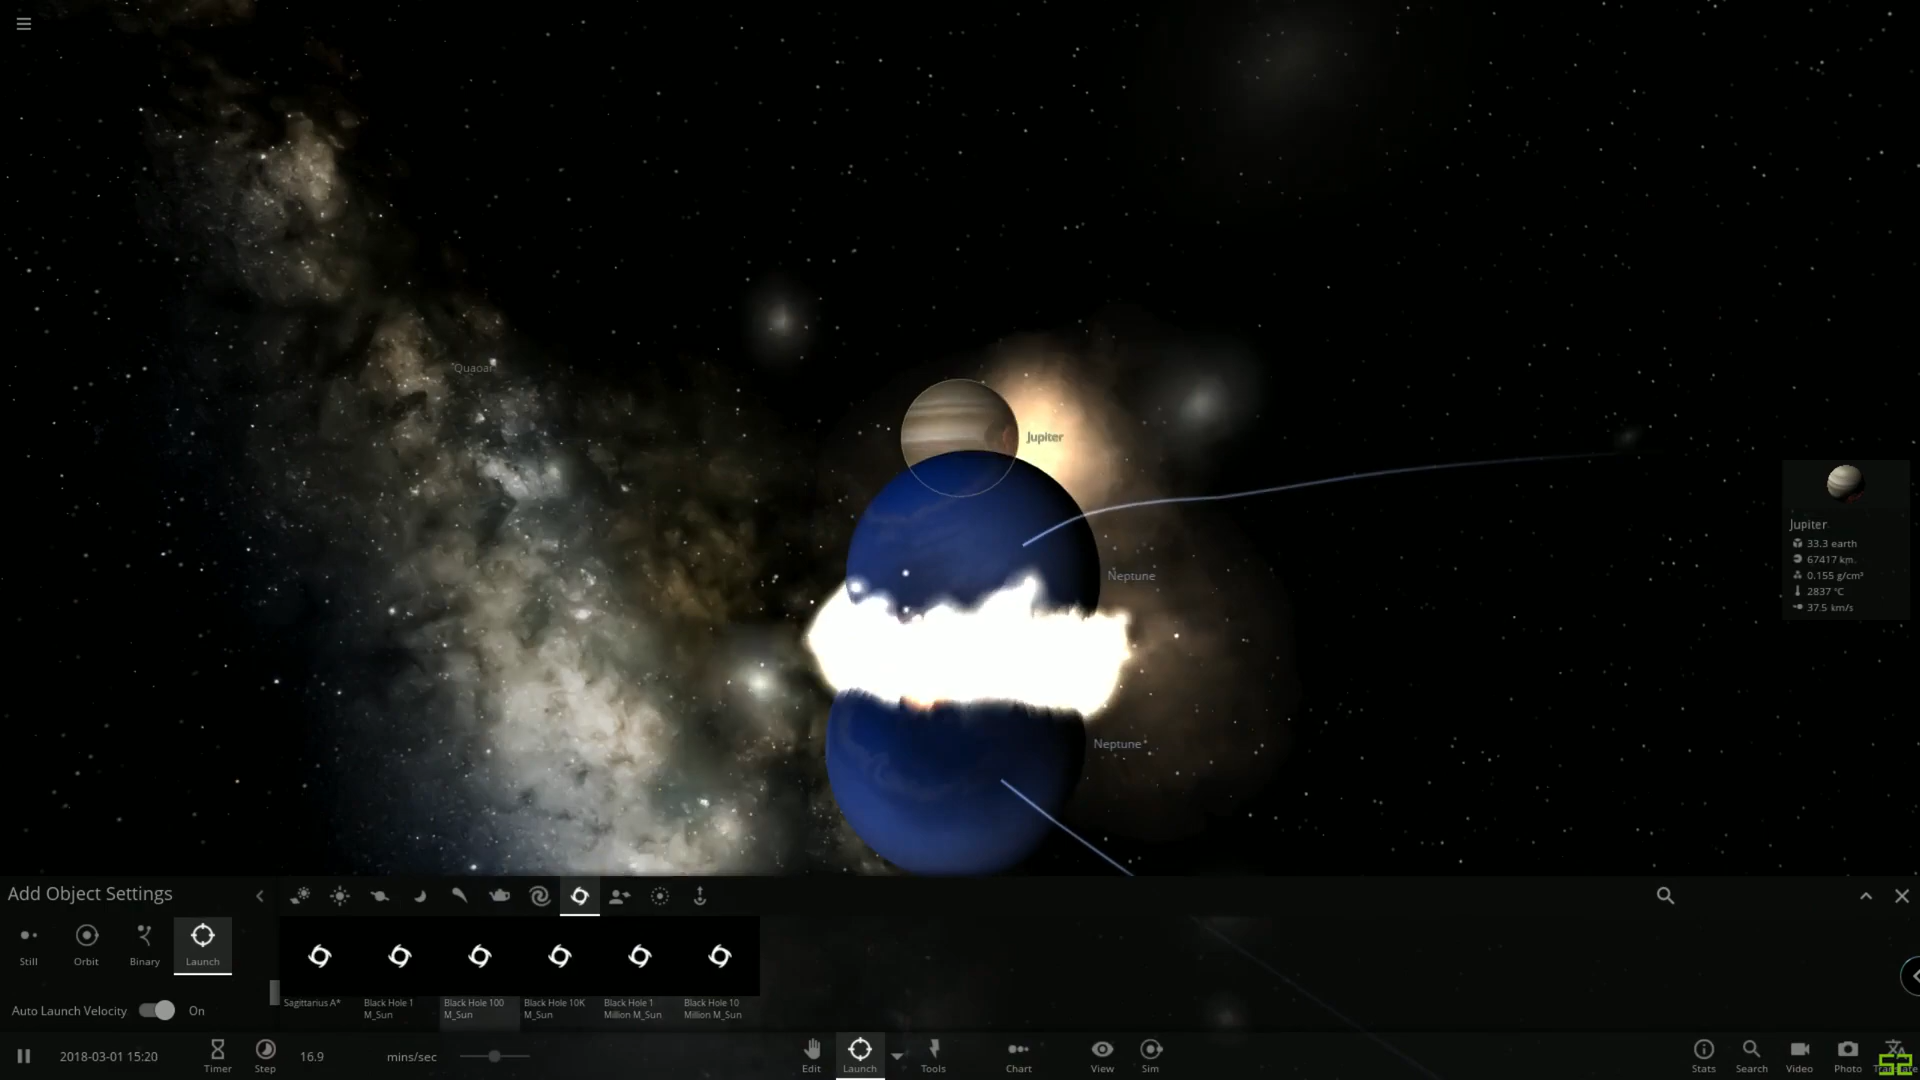 Quaoar
Jupiter
Neptune
Neptune
Jupiter
33.3 earth
67417 km
0.155 g/cm³
2837 °C
37.5 km/s
Add Object Settings
Still
Orbit
Binary
Launch
Auto Launch Velocity
On
Sagittarius A*
Black Hole 1
M_Sun
Black Hole 100
M_Sun
Black Hole 10K
M_Sun
Black Hole 1
Million M_Sun
Black Hole 10
Million M_Sun
2018-03-01 15:20
Timer
Step
16.9
mins/sec
Edit
Launch
Tools
Chart
View
Sim
Stats
Search
Video
Photo
52